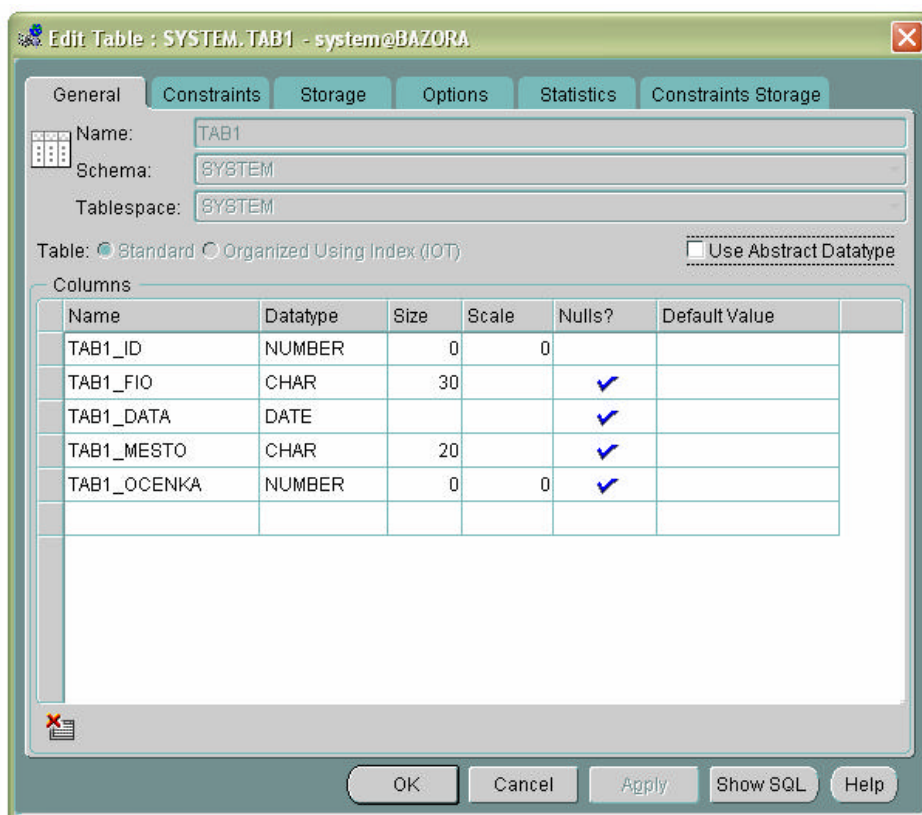 Edit Table : SYSTEM.TAB1 - system@BAZORA
General Constraints Storage Options Statistics Constraints Storage
Name: TAB1
Schema: SYSTEM
Tablespace: SYSTEM
Table: Standard Organized Using Index (IOT) Use Abstract Datatype
Columns
Name Datatype Size Scale Nulls? Default Value
TAB1_ID NUMBER 0 0
TAB1_FIO CHAR 30
TAB1_DATA DATE
TAB1_MESTO CHAR 20
TAB1_OCENKA NUMBER 0 0
OK Cancel Apply Show SQL Help